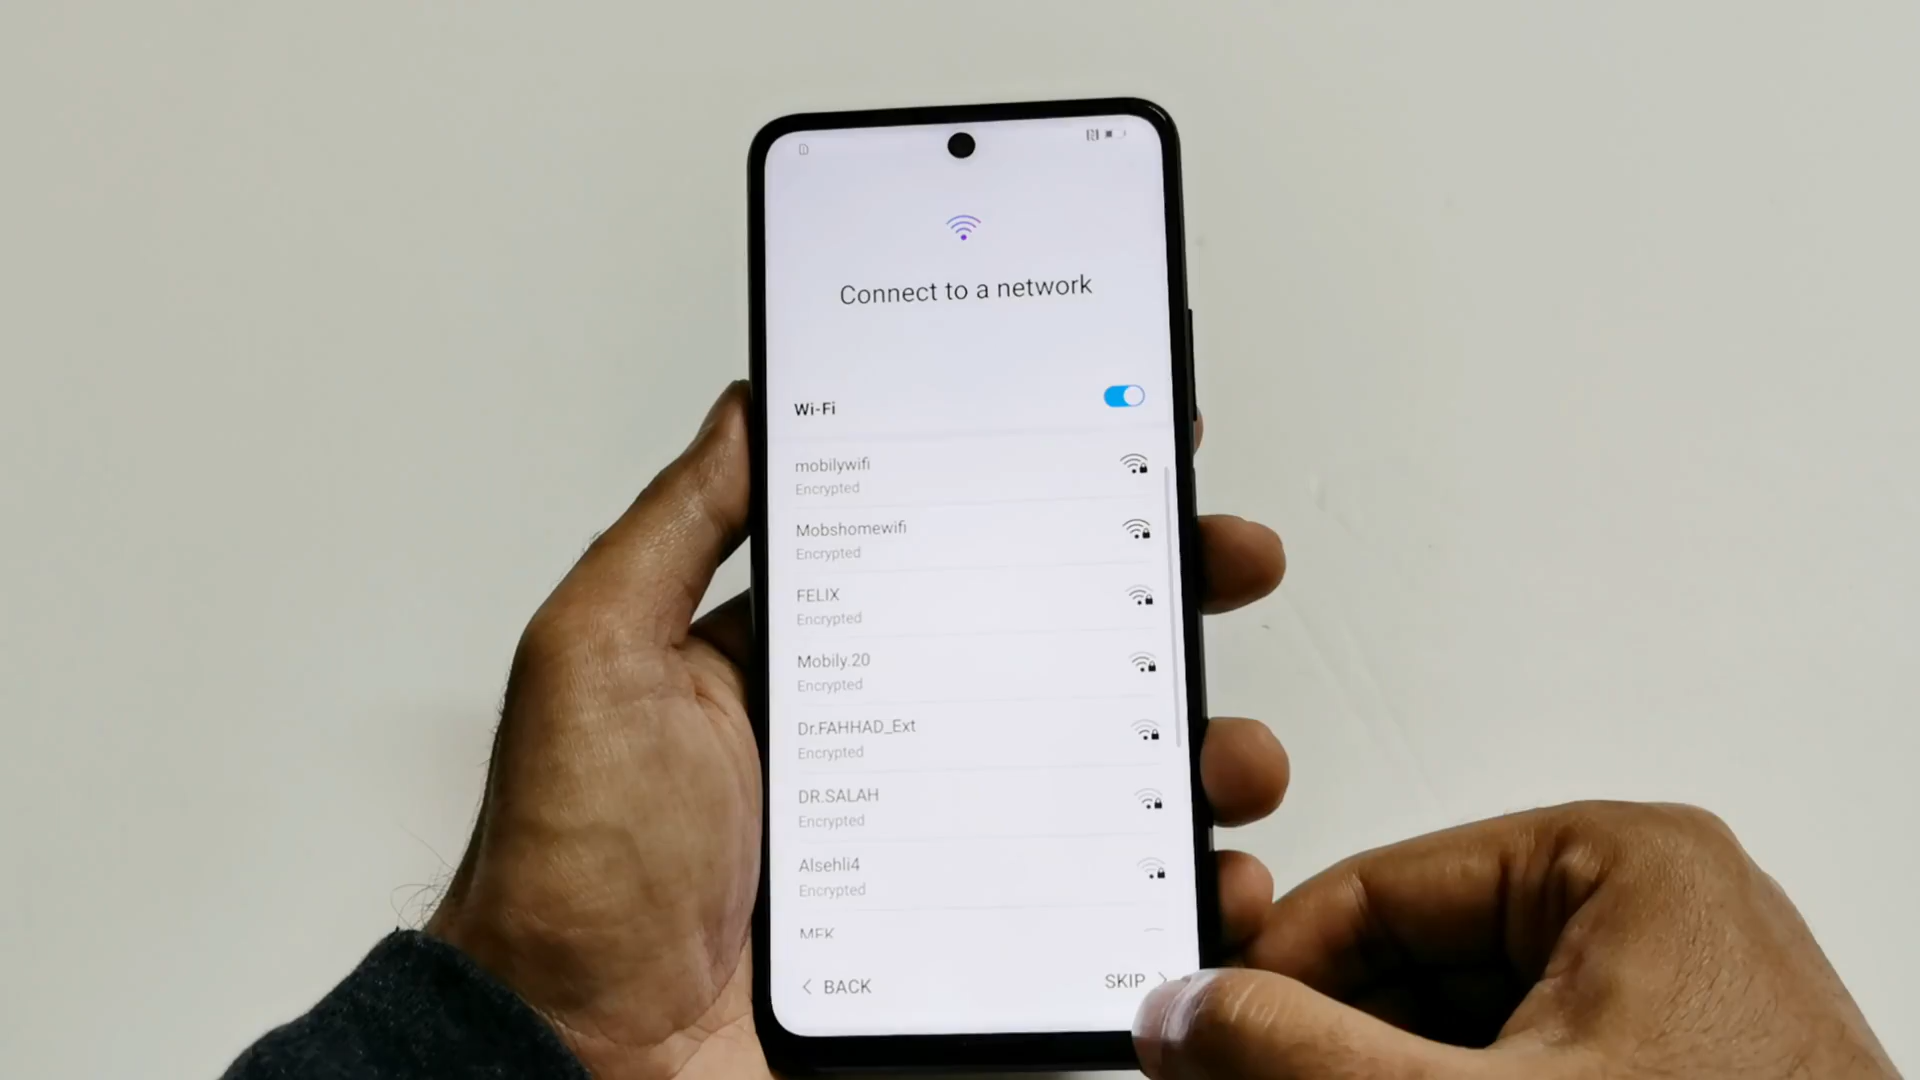 Connect to a network
Wi-Fi
mobilywifi
Encrypted
Mobshomewifi
Encrypted
FELIX
Encrypted
Mobily.20
Encrypted
Dr.FAHHAD_Ext
Encrypted
DR.SALAH
Encrypted
Alsehli4
Encrypted
MFK
< BACK
SKIP >